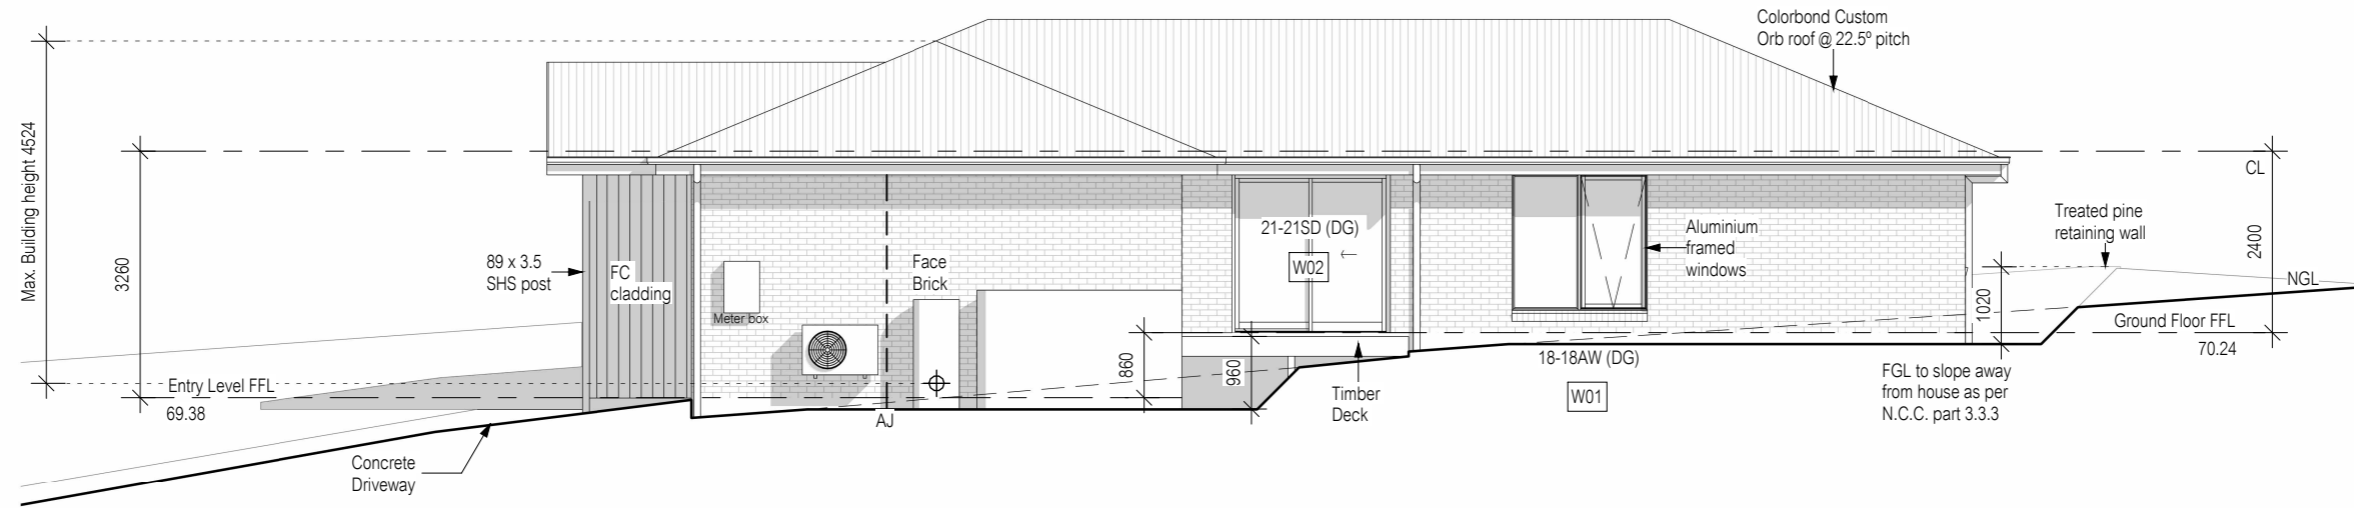 Colorbond Custom
Orb roof @ 22.5º pitch
Max. Building height 4524
3260
CL
2400
Treated pine
retaining wall
21-21SD (DG)
W02
Aluminium
framed
windows
89 x 3.5
SHS post
FC
cladding
Face
Brick
Meter box
NGL
1020
Ground Floor FFL
70.24
860
960
18-18AW (DG)
W01
Entry Level FFL
69.38
Timber
Deck
FGL to slope away
from house as per
N.C.C. part 3.3.3
AJ
Concrete
Driveway